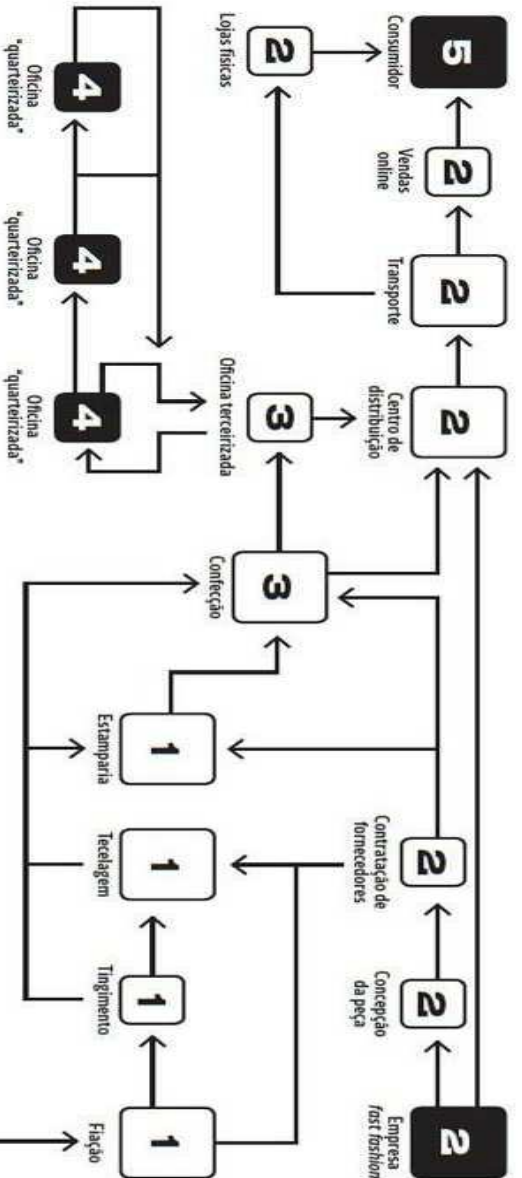 5
Consumidor
2
Vendas
online
2
Transporte
2
Centro de
distribuição
2
Contratação de
fornecedores
2
Concepção
da peça
2
Empresa
fast fashion
2
Lojas físicas
3
Oficina terceirizada
3
Confecção
1
Estamparia
1
Tecelagem
1
Tingimento
1
Fiação
4
Oficina
"quarteirizada"
4
Oficina
"quarteirizada"
4
Oficina
"quarteirizada"